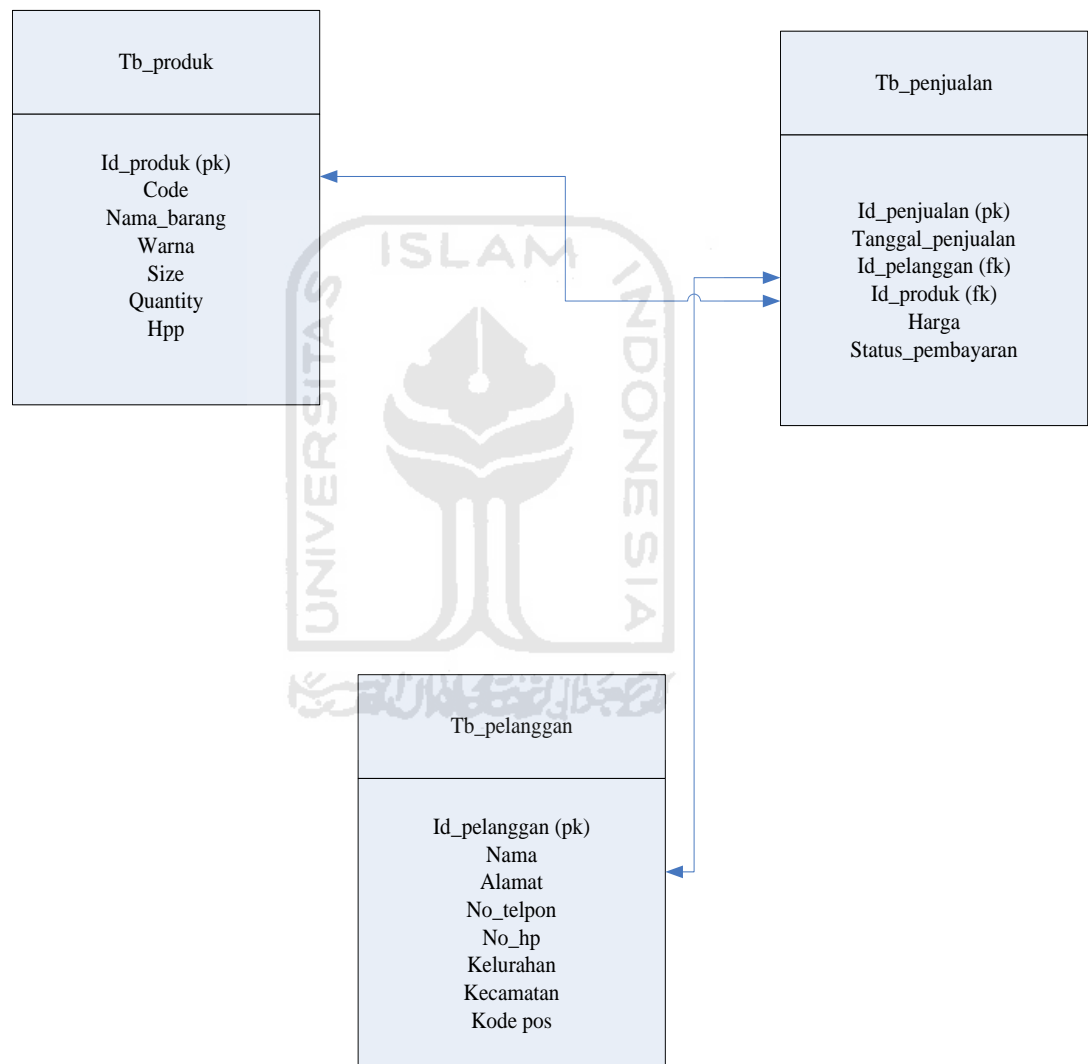 Tb_produk
Id_produk (pk)
Code
Nama_barang
Warna
Size
Quantity
Hpp
Tb_penjualan
Id_penjualan (pk)
Tanggal_penjualan
Id_pelanggan (fk)
Id_produk (fk)
Harga
Status_pembayaran
UNIVERSITAS
ISLAM
INDONESIA
Tb_pelanggan
Id_pelanggan (pk)
Nama
Alamat
No_telpon
No_hp
Kelurahan
Kecamatan
Kode pos